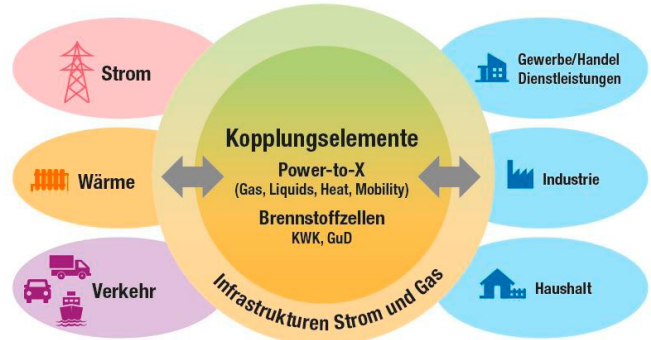 Strom
Wärme
Verkehr
Kopplungselemente
Power-to-X
(Gas, Liquids, Heat, Mobility)
Brennstoffzellen
KWK, GuD
Infrastrukturen Strom und Gas
Gewerbe/Handel
Dienstleistungen
Industrie
Haushalt